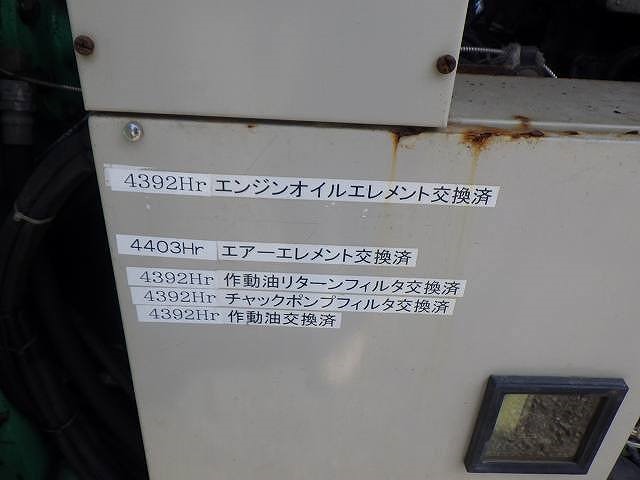 4392Hr エンジンオイルエレメント交換済
4403Hr エアーエレメント交換済
4392Hr 作動油リターンフィルタ交換済
4392Hr チャックポンプフィルタ交換済
4392Hr 作動油交換済